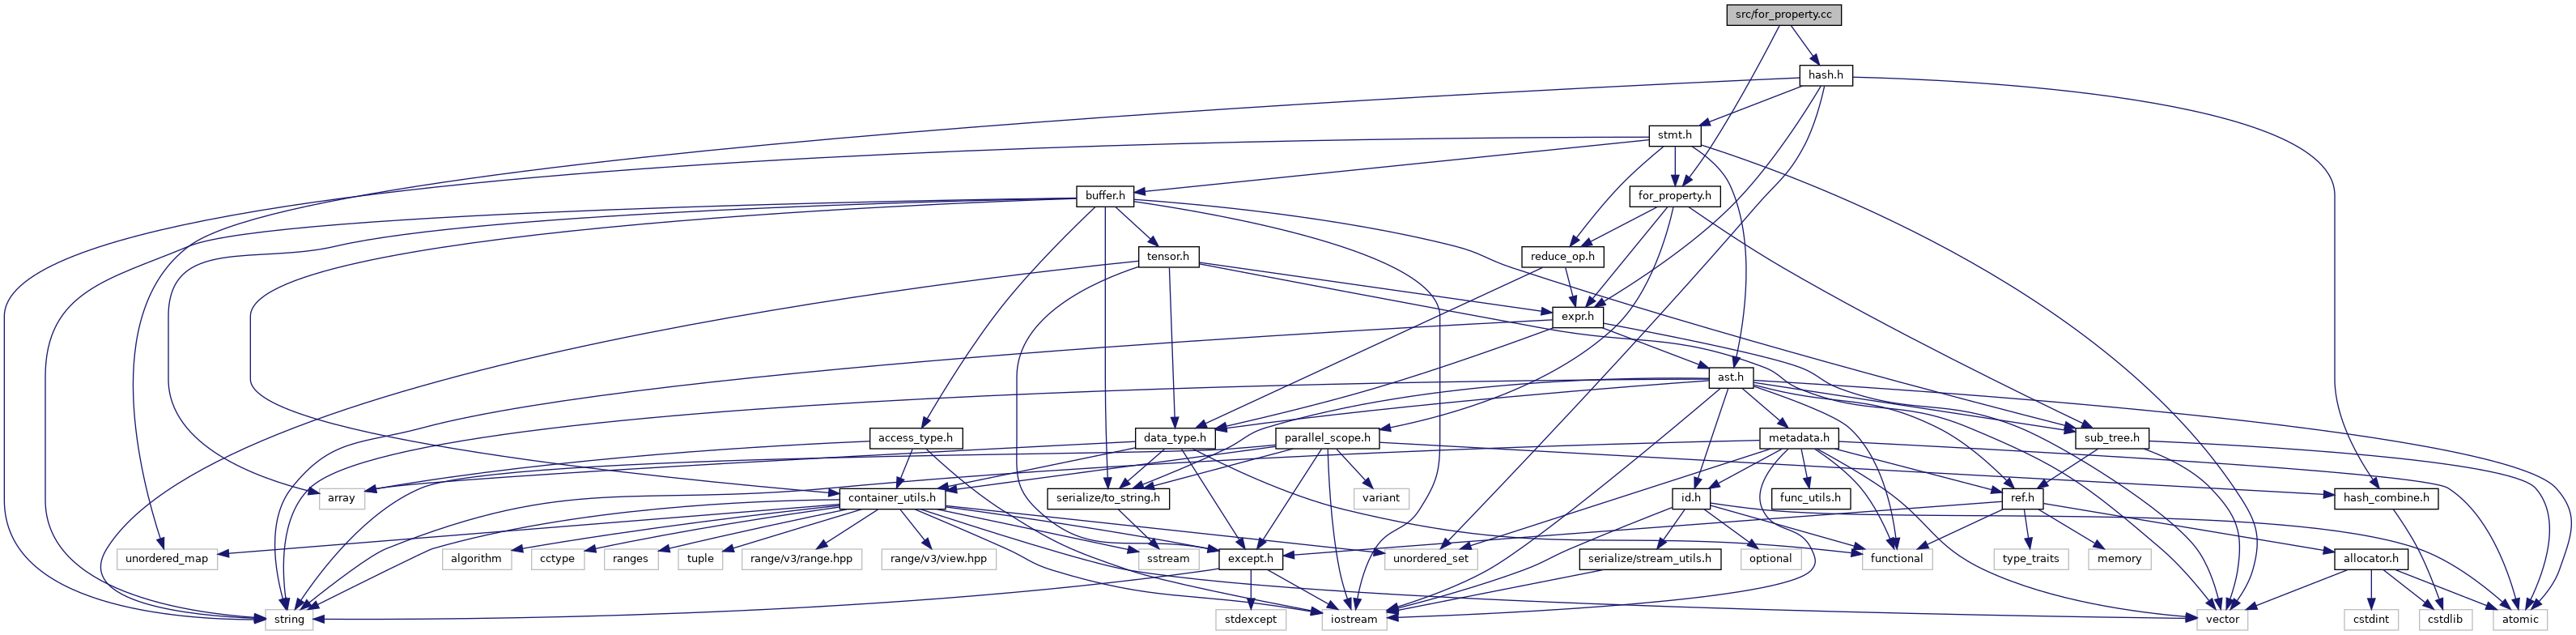 src/for_property.cc
hash.h
stmt.h
buffer.h
for_property.h
tensor.h
reduce_op.h
expr.h
ast.h
access_type.h
data_type.h
parallel_scope.h
metadata.h
sub_tree.h
array
container_utils.h
serialize/to_string.h
variant
id.h
func_utils.h
ref.h
hash_combine.h
unordered_map
algorithm
cctype
ranges
tuple
range/v3/range.hpp
range/v3/view.hpp
sstream
except.h
unordered_set
serialize/stream_utils.h
optional
functional
type_traits
memory
allocator.h
string
stdexcept
iostream
vector
cstdint
cstdlib
atomic